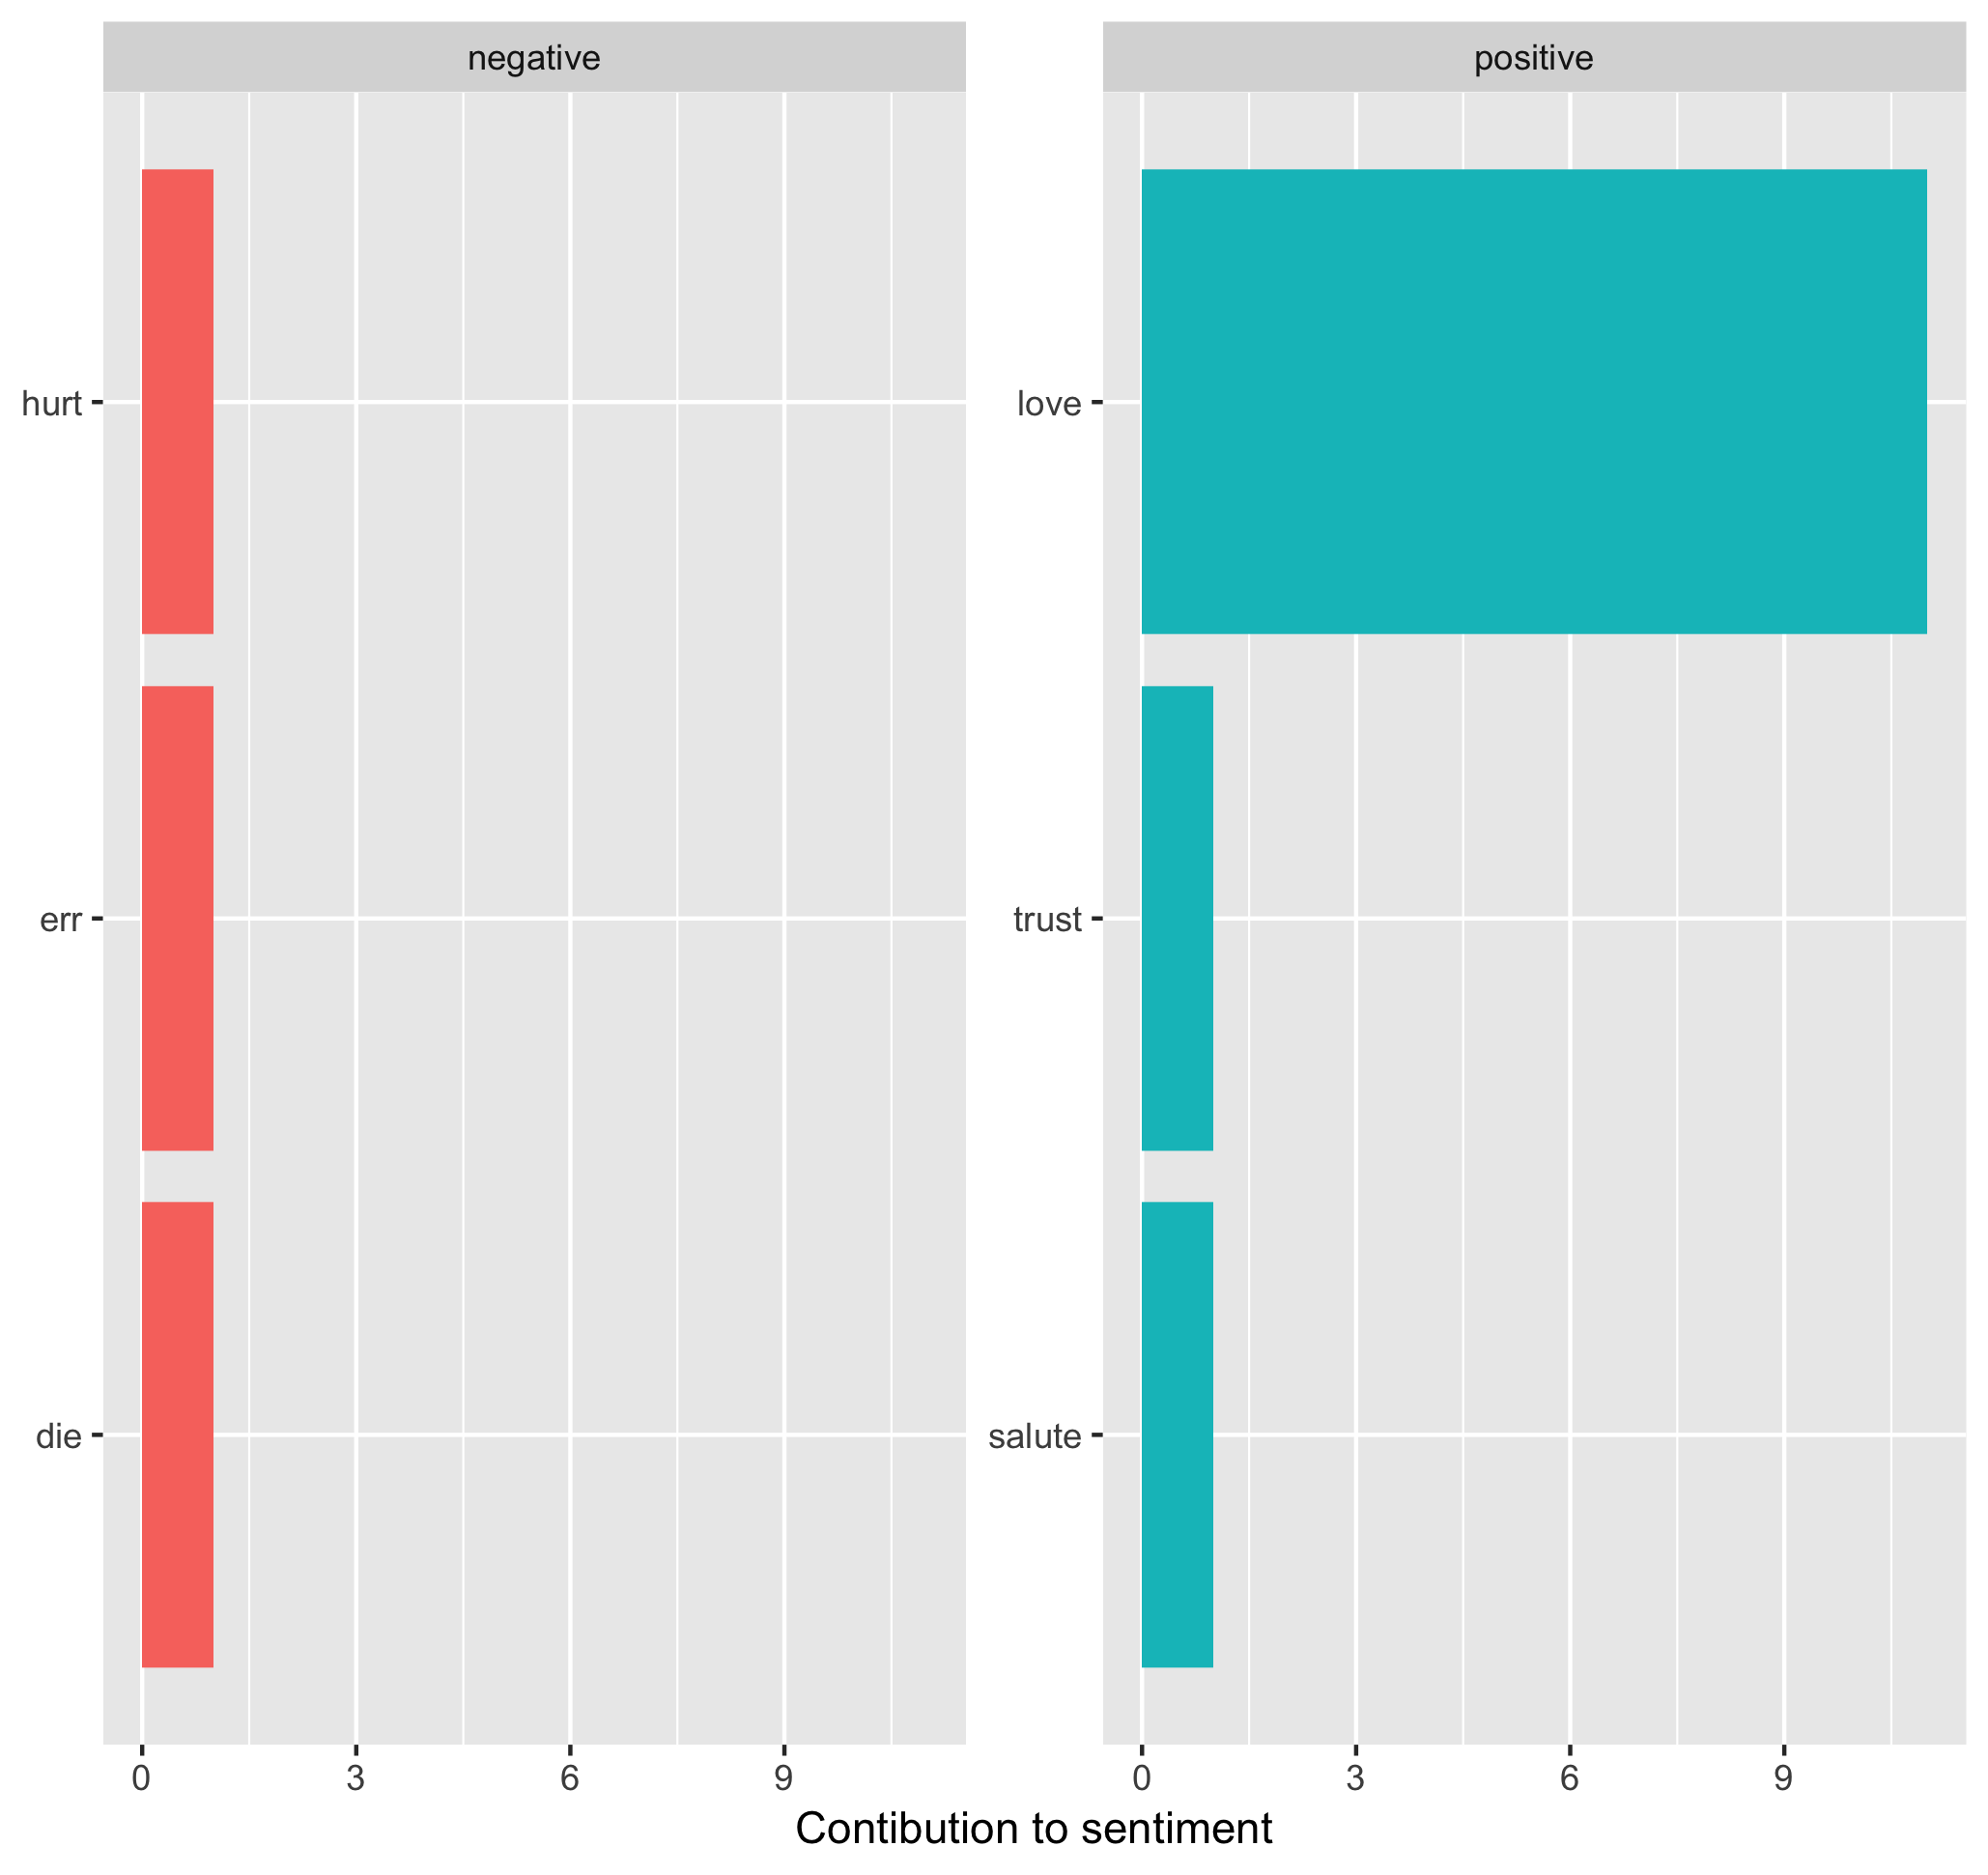 negative
positive
hurt
err
die
love
trust
salute
0 3 6 9
0 3 6 9
Contibution to sentiment